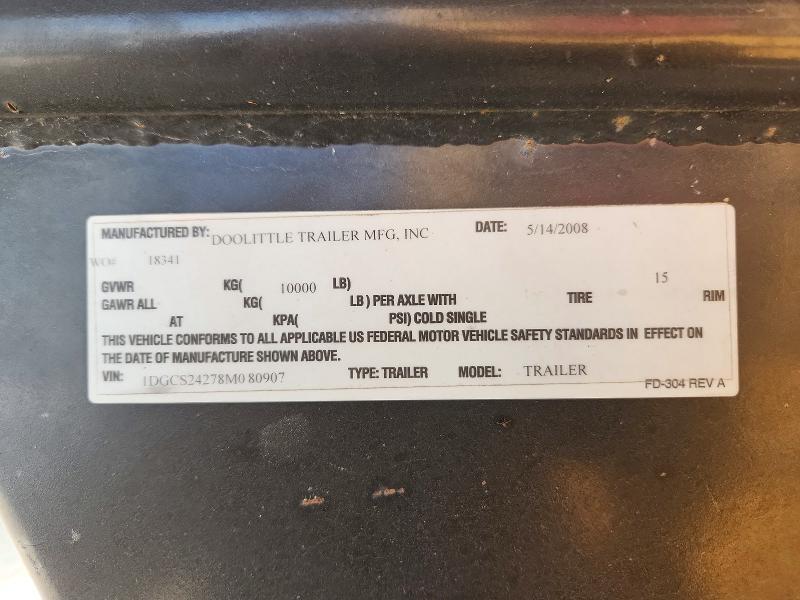 MANUFACTURED BY: DOOLITTLE TRAILER MFG, INC DATE: 5/14/2008
WO# 18341
GVWR KG( 10000 LB) 15
GAWR ALL KG( LB ) PER AXLE WITH TIRE RIM
AT KPA( PSI) COLD SINGLE
THIS VEHICLE CONFORMS TO ALL APPLICABLE US FEDERAL MOTOR VEHICLE SAFETY STANDARDS IN EFFECT ON
THE DATE OF MANUFACTURE SHOWN ABOVE.
VIN: 1DGCS24278M0 80907 TYPE: TRAILER MODEL: TRAILER
FD-304 REV A